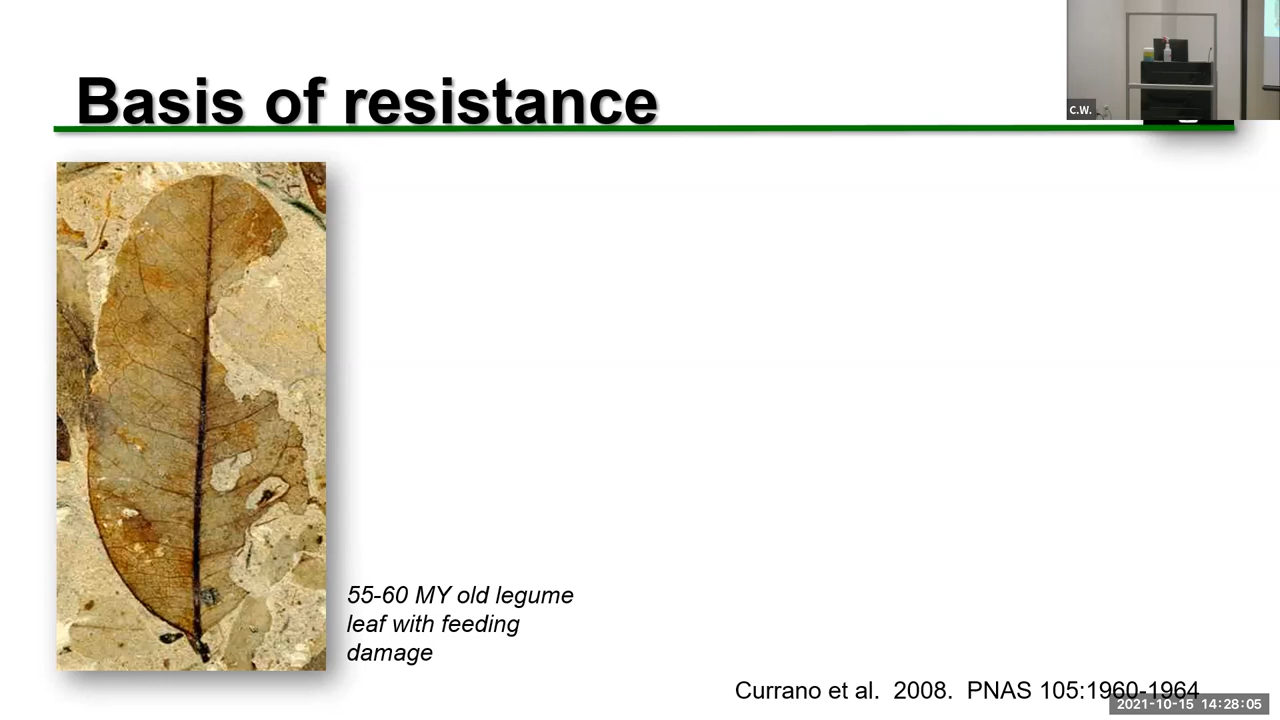 C.W.
Basis of resistance
55-60 MY old legume
leaf with feeding
damage
Currano et al. 2008. PNAS 105:1960-1964
2021-10-15 14:28:05